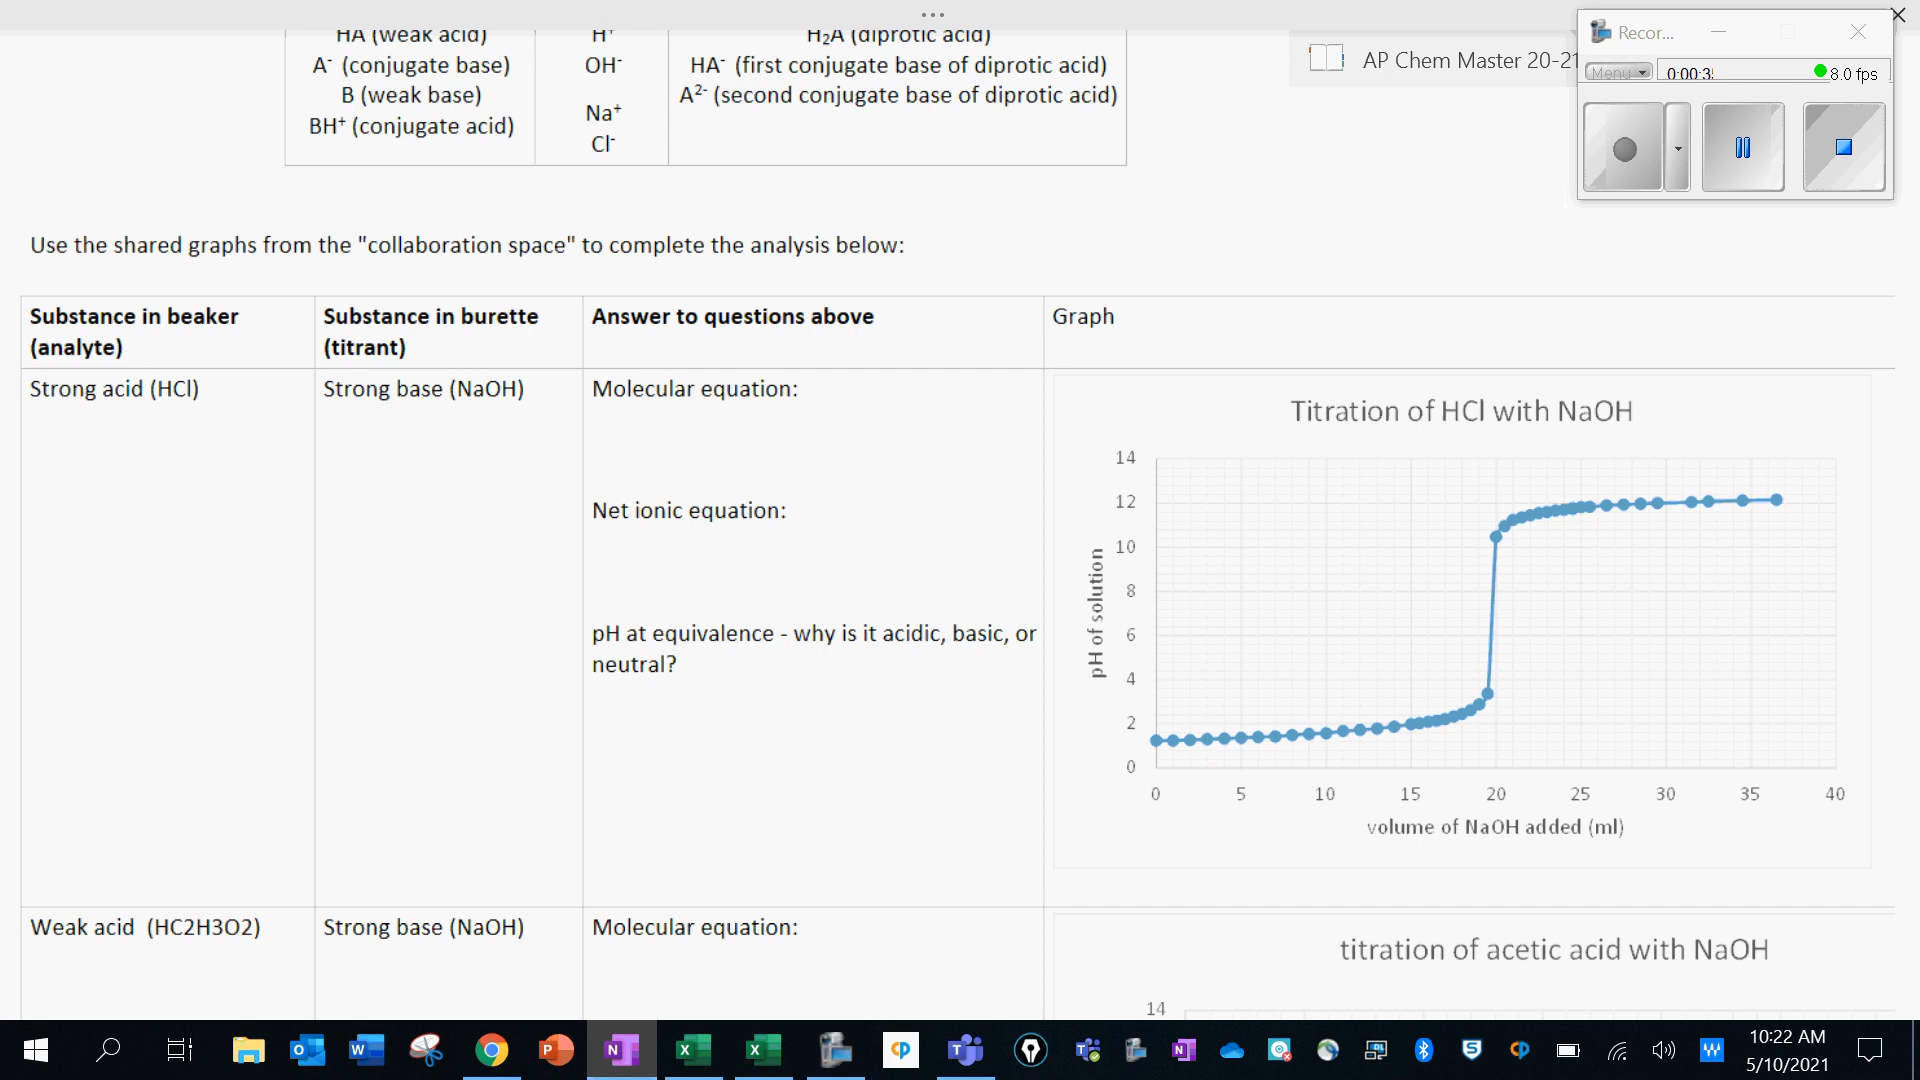 HA (weak acid)
H⁺
H₂A (diprotic acid)
A⁻ (conjugate base)
OH⁻
HA⁻ (first conjugate base of diprotic acid)
B (weak base)
A²⁻ (second conjugate base of diprotic acid)
Na⁺
BH⁺ (conjugate acid)
Cl⁻
AP Chem Master 20-21
Recor...
Menu
0:00:3
8.0 fps
Use the shared graphs from the "collaboration space" to complete the analysis below:
Substance in beaker
(analyte)
Substance in burette
(titrant)
Answer to questions above
Graph
Strong acid (HCl)
Strong base (NaOH)
Molecular equation:
Net ionic equation:
pH at equivalence - why is it acidic, basic, or
neutral?
Titration of HCl with NaOH
14
12
10
8
6
4
2
0
pH of solution
0 5 10 15 20 25 30 35 40
volume of NaOH added (ml)
Weak acid (HC2H3O2)
Strong base (NaOH)
Molecular equation:
titration of acetic acid with NaOH
14
10:22 AM
5/10/2021